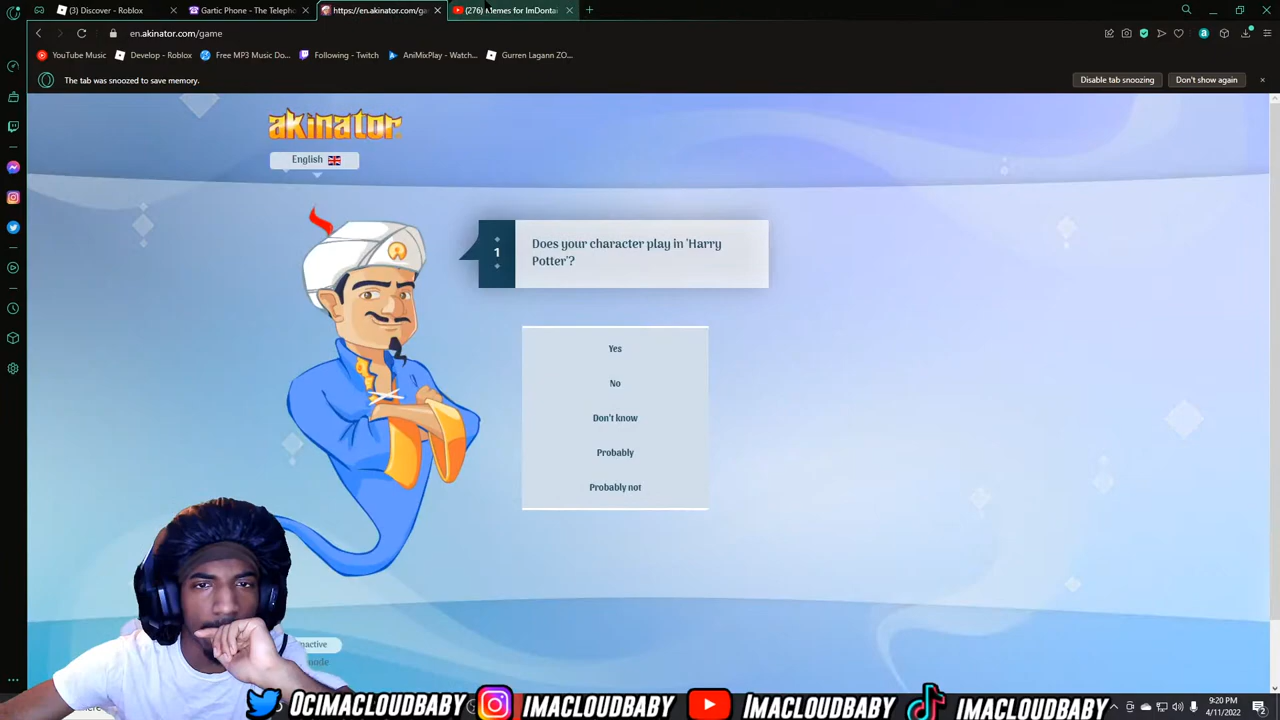 (3) Discover - Roblox
Gartic Phone - The Teleph
https://en.akinator.com/ga
(276) Memes for ImDonta
en.akinator.com/game
YouTube Music
Develop - Roblox
Free MP3 Music Do...
Following - Twitch
AniMixPlay - Watch...
Gurren Lagann ZO...
The tab was snoozed to save memory.
Disable tab snoozing
Don't show again
akinator
English
1
Does your character play in 'Harry
Potter'?
Yes
No
Don't know
Probably
Probably not
nactive
mode
OCIMACLOUDBABY
IMACLOUDBABY
IMACLOUDBABY
IMACLOUDBABY
9:20 PM
4/11/2022